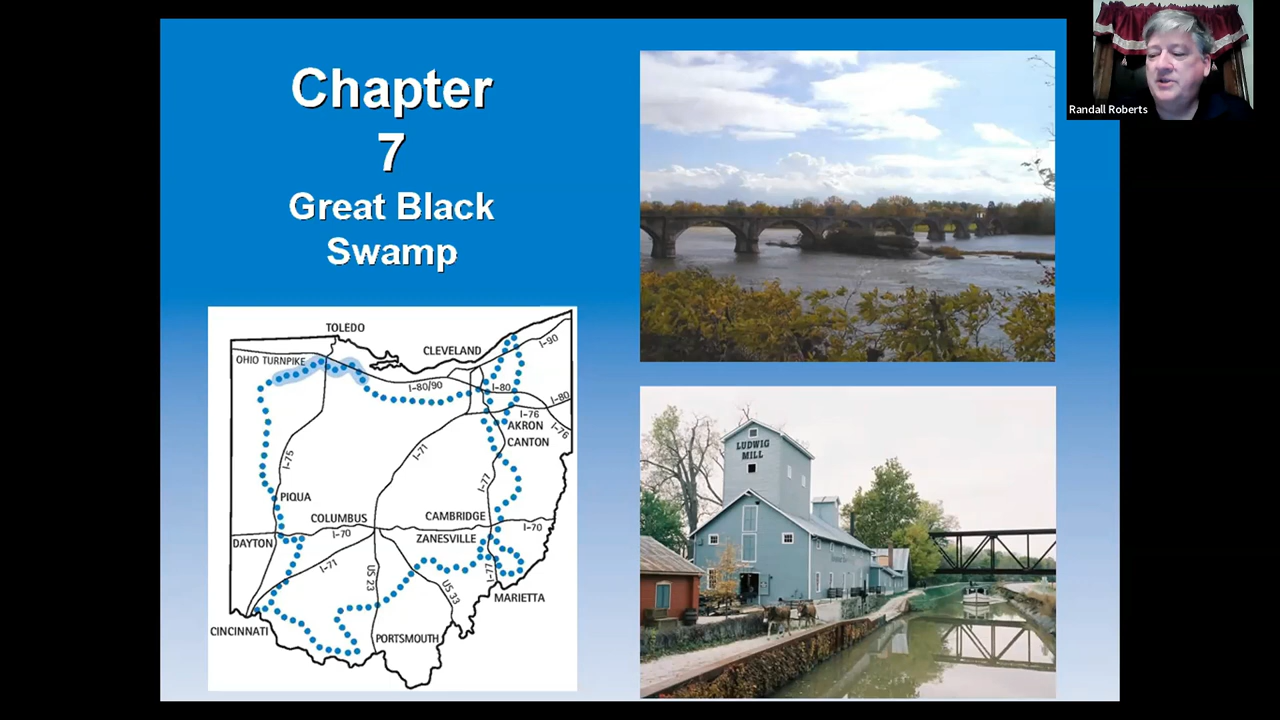 Chapter
7
Great Black
Swamp
Randall Roberts
TOLEDO
OHIO TURNPIKE
CLEVELAND
I-90
I-80/90
I-80
I-80
I-76
I-76
AKRON
CANTON
I-71
I-75
I-77
PIQUA
COLUMBUS
CAMBRIDGE
I-70
I-70
DAYTON
ZANESVILLE
I-71
US 23
US 33
I-77
MARIETTA
CINCINNATI
PORTSMOUTH
LUDWIG
MILL